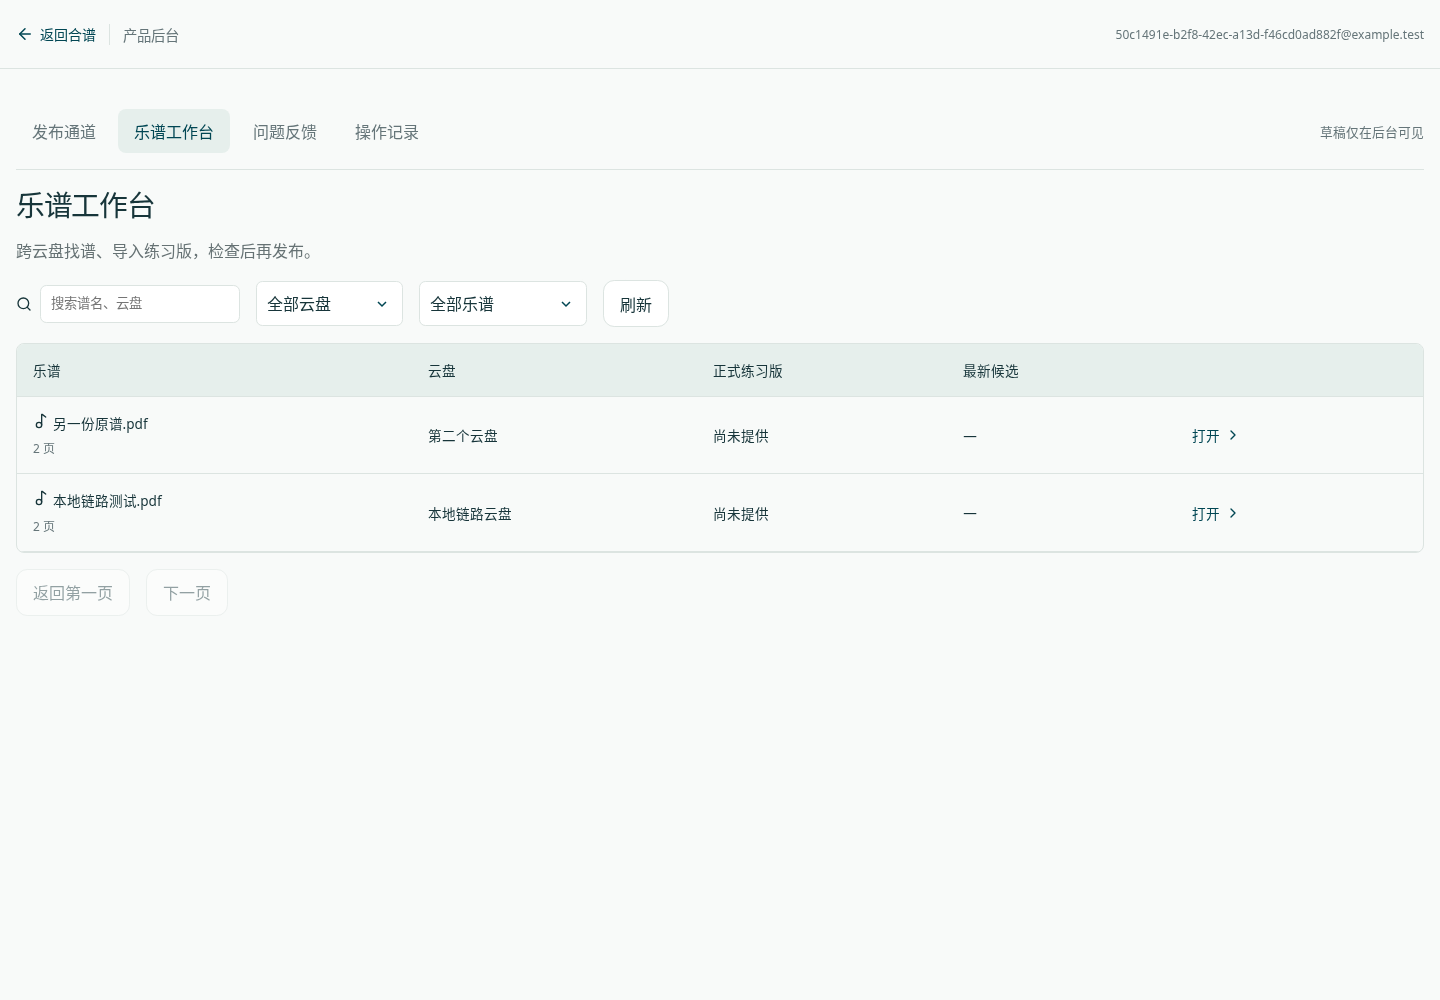 返回合谱
产品后台
50c1491e-b2f8-42ec-a13d-f46cd0ad882f@example.test
发布通道
乐谱工作台
问题反馈
操作记录
草稿仅在后台可见
乐谱工作台
跨云盘找谱、导入练习版，检查后再发布。
搜索谱名、云盘
全部云盘
全部乐谱
刷新
乐谱 云盘 正式练习版 最新候选
另一份原谱.pdf
2 页
第二个云盘 尚未提供 — 打开
本地链路测试.pdf
2 页
本地链路云盘 尚未提供 — 打开
返回第一页
下一页